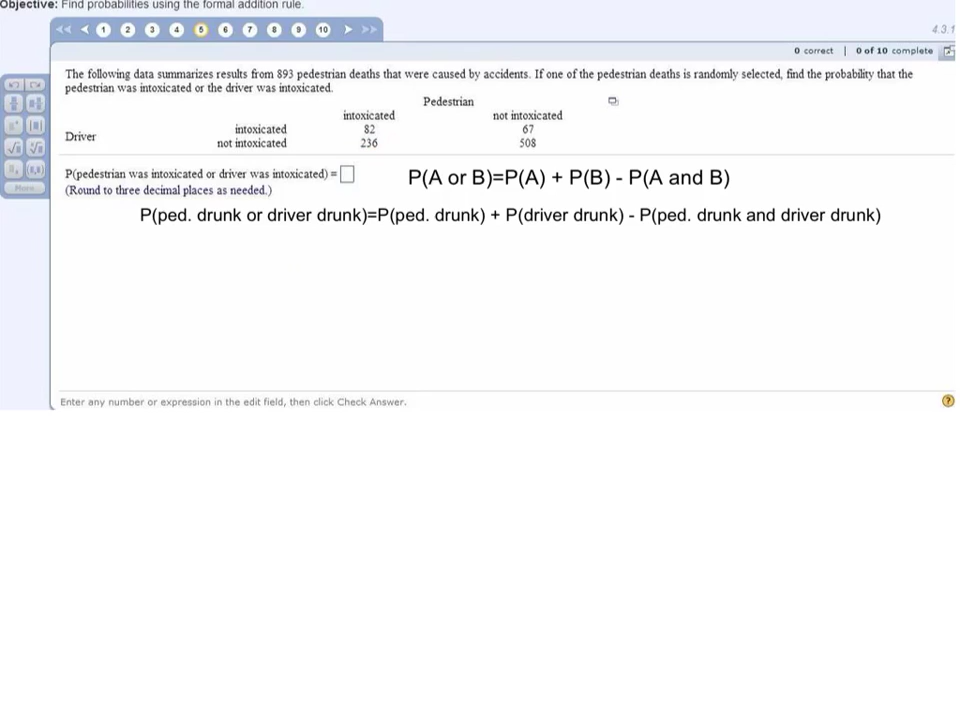 Objective: Find probabilities using the formal addition rule.
1 2 3 4 5 6 7 8 9 10
4.3.1
0 correct | 0 of 10 complete
The following data summarizes results from 893 pedestrian deaths that were caused by accidents. If one of the pedestrian deaths is randomly selected, find the probability that the
pedestrian was intoxicated or the driver was intoxicated.
Pedestrian
intoxicated not intoxicated
intoxicated 82 67
Driver
not intoxicated 236 508
P(pedestrian was intoxicated or driver was intoxicated) =
P(A or B)=P(A) + P(B) - P(A and B)
(Round to three decimal places as needed.)
More
P(ped. drunk or driver drunk)=P(ped. drunk) + P(driver drunk) - P(ped. drunk and driver drunk)
Enter any number or expression in the edit field, then click Check Answer.
?